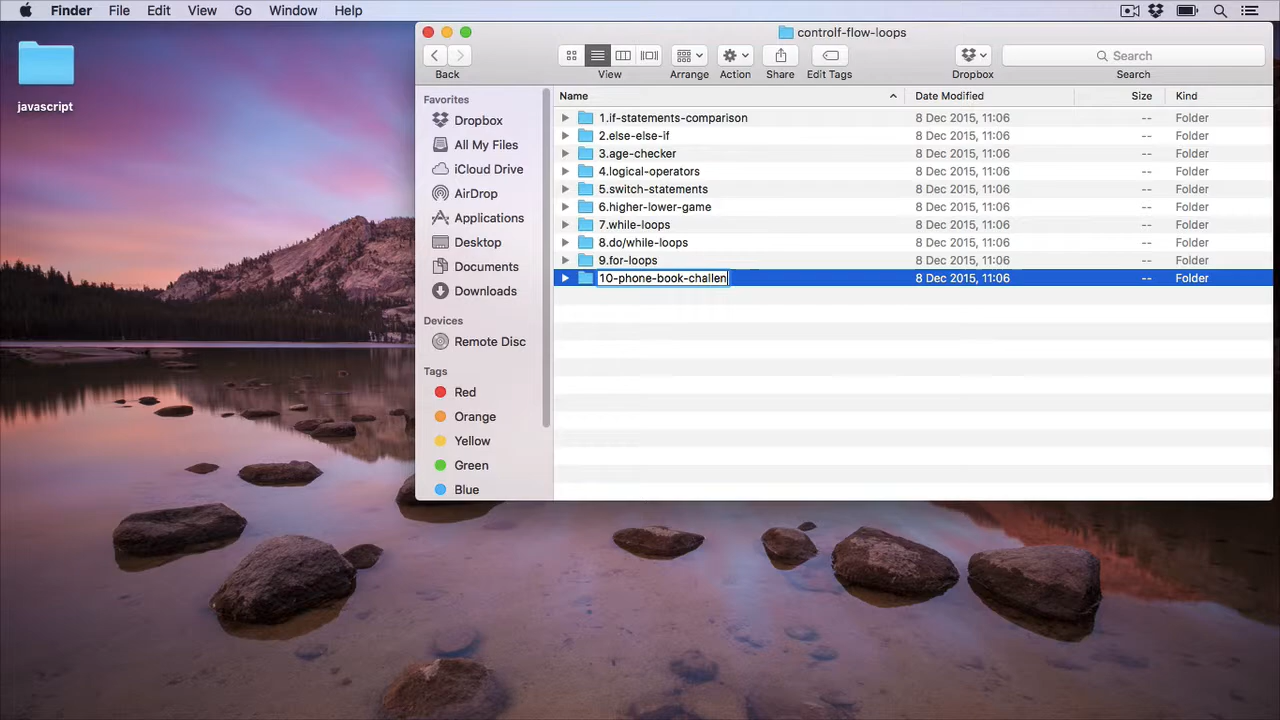 Finder File Edit View Go Window Help
javascript
controlf-flow-loops
Search
Back View Arrange Action Share Edit Tags Dropbox Search
Favorites
Dropbox
All My Files
iCloud Drive
AirDrop
Applications
Desktop
Documents
Downloads
Devices
Remote Disc
Tags
Red
Orange
Yellow
Green
Blue
Name Date Modified Size Kind
1.if-statements-comparison 8 Dec 2015, 11:06 -- Folder
2.else-else-if 8 Dec 2015, 11:06 -- Folder
3.age-checker 8 Dec 2015, 11:06 -- Folder
4.logical-operators 8 Dec 2015, 11:06 -- Folder
5.switch-statements 8 Dec 2015, 11:06 -- Folder
6.higher-lower-game 8 Dec 2015, 11:06 -- Folder
7.while-loops 8 Dec 2015, 11:06 -- Folder
8.do/while-loops 8 Dec 2015, 11:06 -- Folder
9.for-loops 8 Dec 2015, 11:06 -- Folder
10-phone-book-challen 8 Dec 2015, 11:06 -- Folder